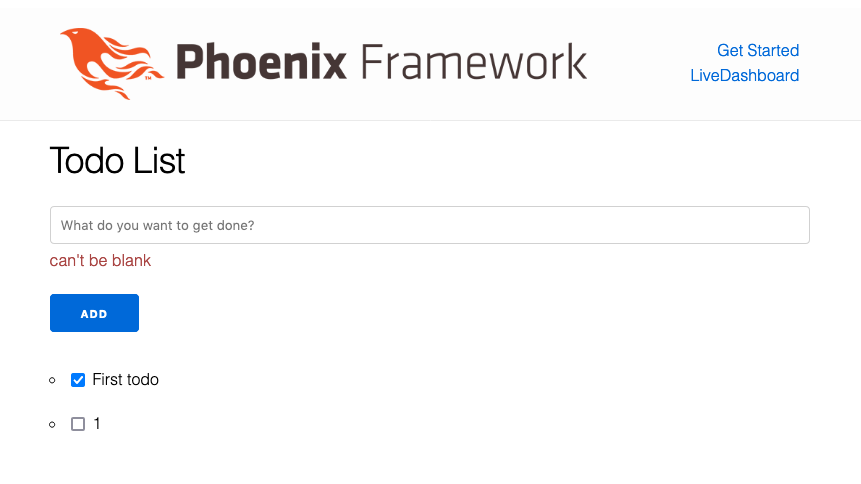 Phoenix Framework
Get Started
LiveDashboard
Todo List
What do you want to get done?
can't be blank
ADD
First todo
1